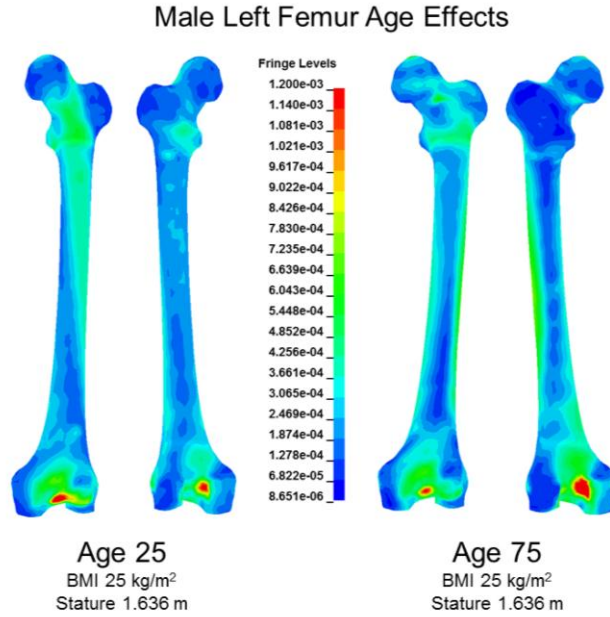 Male Left Femur Age Effects
Fringe Levels
1.200e-03
1.140e-03
1.081e-03
1.021e-03
9.617e-04
9.022e-04
8.426e-04
7.830e-04
7.235e-04
6.639e-04
6.043e-04
5.448e-04
4.852e-04
4.256e-04
3.661e-04
3.065e-04
2.469e-04
1.874e-04
1.278e-04
6.822e-05
8.651e-06
Age 25
BMI 25 kg/m²
Stature 1.636 m
Age 75
BMI 25 kg/m²
Stature 1.636 m